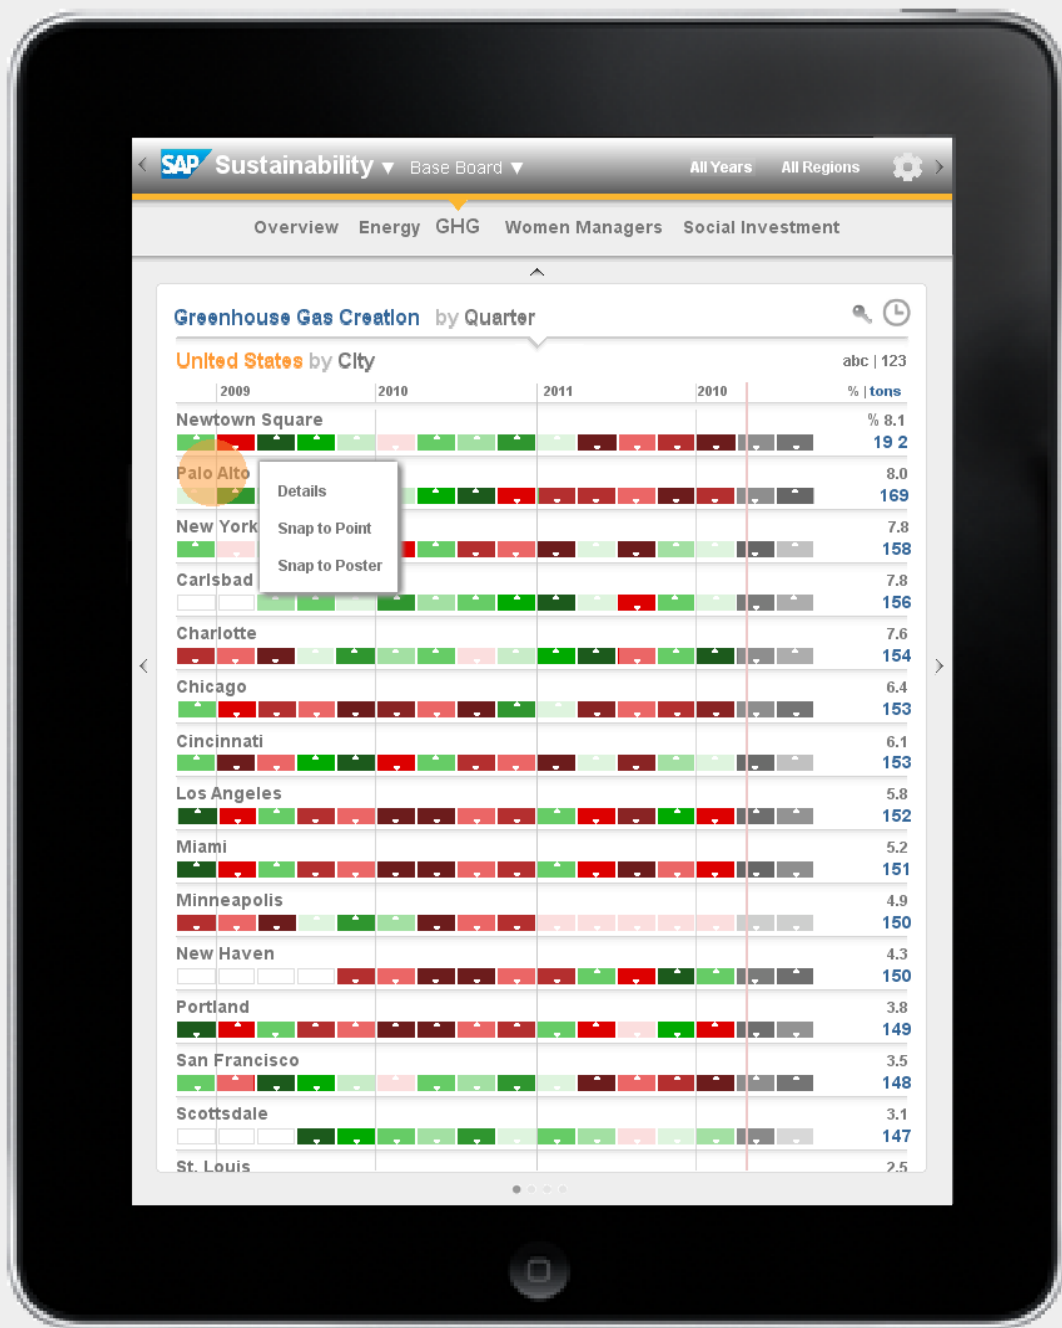 SAP Sustainability ▼ Base Board ▼ All Years All Regions
Overview Energy GHG Women Managers Social Investment
Greenhouse Gas Creation by Quarter
United States by City abc | 123
2009 2010 2011 2010 % | tons
Newtown Square % 8.1
19 2
Palo Alto 8.0
169
Details
Snap to Point
Snap to Poster
New York 7.8
158
Carlsbad 7.8
156
Charlotte 7.6
154
Chicago 6.4
153
Cincinnati 6.1
153
Los Angeles 5.8
152
Miami 5.2
151
Minneapolis 4.9
150
New Haven 4.3
150
Portland 3.8
149
San Francisco 3.5
148
Scottsdale 3.1
147
St. Louis 2.5